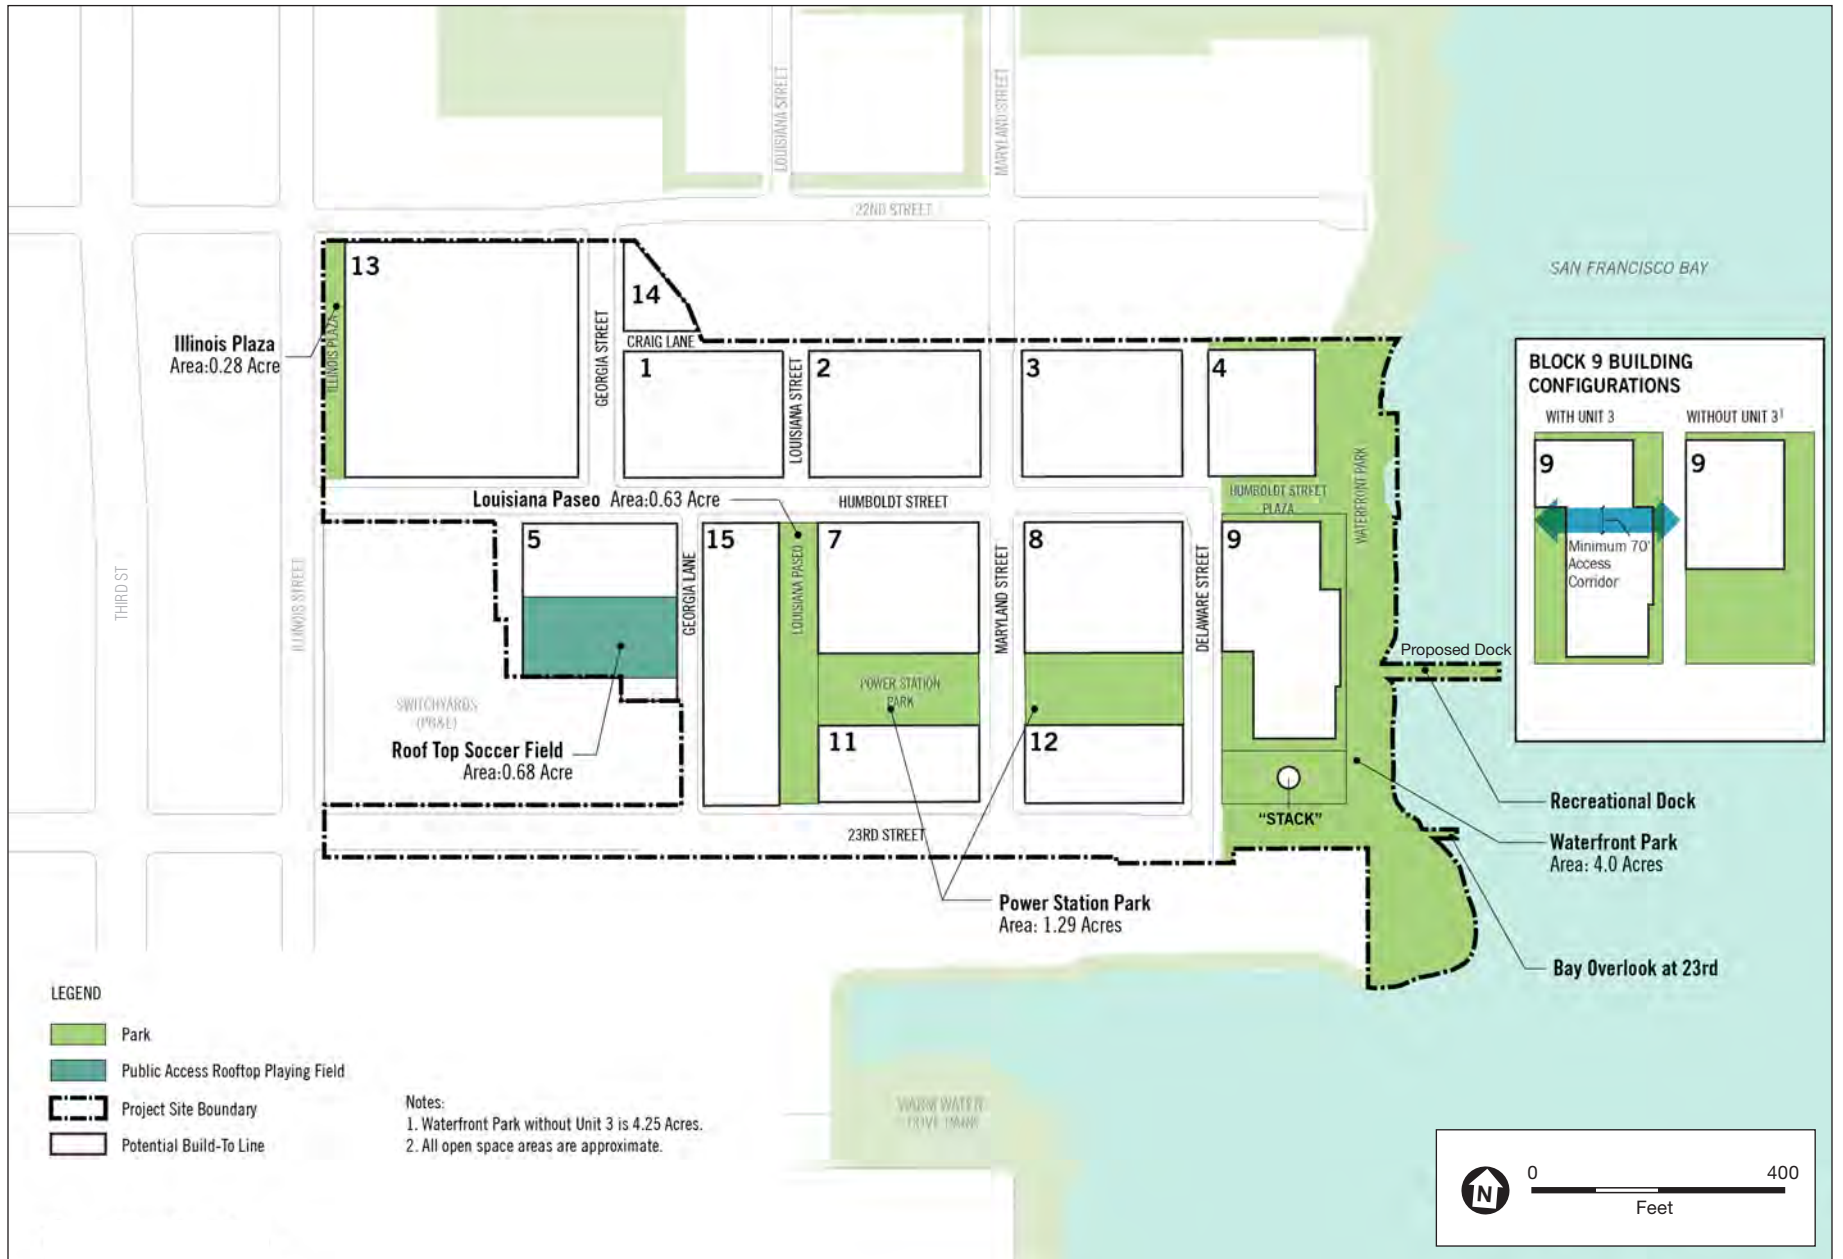 LOUISIANA STREET
MARYLAND STREET
22ND STREET
SAN FRANCISCO BAY
13
14
Illinois Plaza
Area:0.28 Acre
ILLINOIS PLAZA
GEORGIA STREET
CRAIG LANE
1
LOUISIANA STREET
2
3
4
WATERFRONT PARK
BLOCK 9 BUILDING
CONFIGURATIONS
WITH UNIT 3
WITHOUT UNIT 3¹
9
9
Minimum 70'
Access
Corridor
Louisiana Paseo Area:0.63 Acre
HUMBOLDT STREET
HUMBOLDT STREET
PLAZA
THIRD ST
ILLINOIS STREET
5
GEORGIA LANE
15
LOUISIANA PASEO
7
MARYLAND STREET
8
DELAWARE STREET
9
Proposed Dock
SWITCHYARDS
(PG&E)
POWER STATION
PARK
Roof Top Soccer Field
Area:0.68 Acre
11
12
"STACK"
23RD STREET
Recreational Dock
Waterfront Park
Area: 4.0 Acres
Power Station Park
Area: 1.29 Acres
Bay Overlook at 23rd
LEGEND
Park
Public Access Rooftop Playing Field
Project Site Boundary
Potential Build-To Line
Notes:
1. Waterfront Park without Unit 3 is 4.25 Acres.
2. All open space areas are approximate.
WARM WATER
COVE PARK
N
0 400
Feet